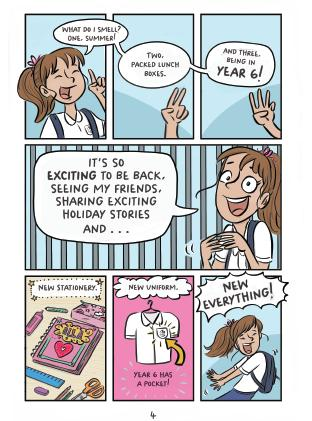 WHAT DO I SMELL?
ONE, SUMMER!
TWO,
PACKED LUNCH
BOXES.
AND THREE,
BEING IN
YEAR 6!
IT'S SO
EXCITING TO BE BACK,
SEEING MY FRIENDS,
SHARING EXCITING
HOLIDAY STORIES
AND . . .
NEW STATIONERY.
NEW UNIFORM.
YEAR 6 HAS
A POCKET!
NEW
EVERYTHING!
4